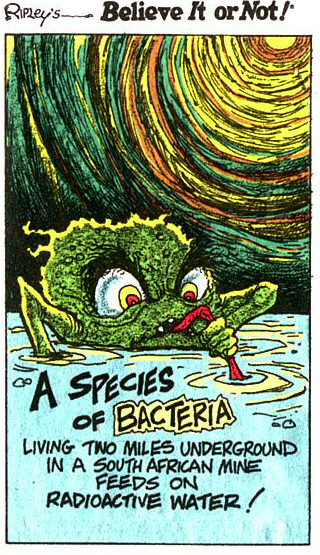 RIPLEY'S Believe It or Not!®
A SPECIES
OF BACTERIA
LIVING TWO MILES UNDERGROUND
IN A SOUTH AFRICAN MINE
FEEDS ON
RADIOACTIVE WATER!